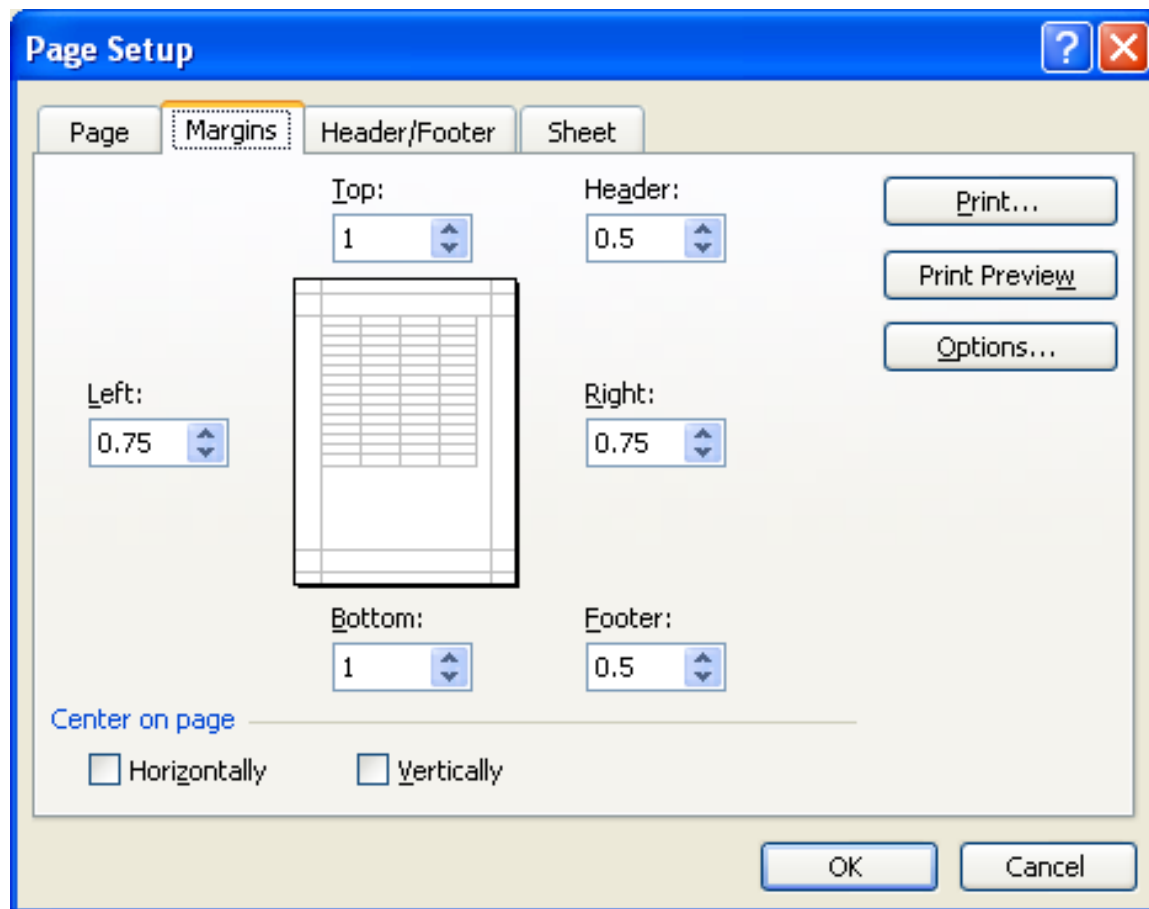 Page Setup
Page Margins Header/Footer Sheet
Top: Header:
1 0.5
Print...
Print Preview
Options...
Left: Right:
0.75 0.75
Bottom: Footer:
1 0.5
Center on page
Horizontally Vertically
OK Cancel